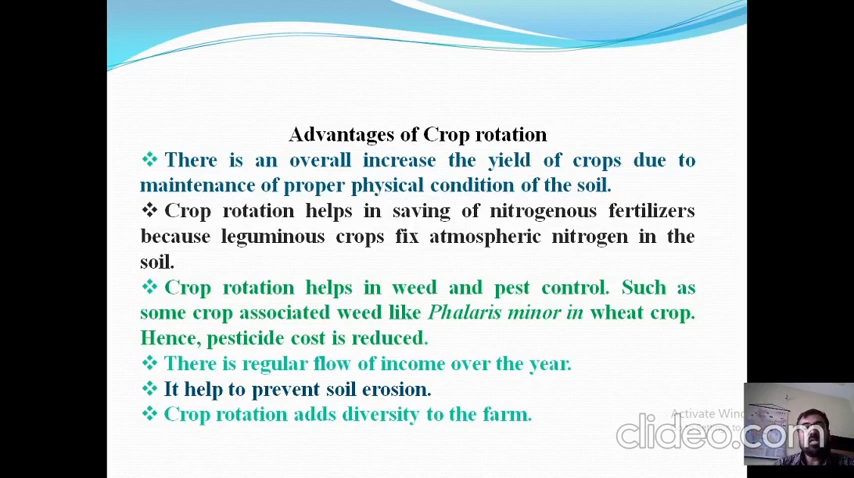 Advantages of Crop rotation
❖ There is an overall increase the yield of crops due to
maintenance of proper physical condition of the soil.
❖ Crop rotation helps in saving of nitrogenous fertilizers
because leguminous crops fix atmospheric nitrogen in the
soil.
❖ Crop rotation helps in weed and pest control. Such as
some crop associated weed like Phalaris minor in wheat crop.
Hence, pesticide cost is reduced.
❖ There is regular flow of income over the year.
❖ It help to prevent soil erosion.
❖ Crop rotation adds diversity to the farm.
Activate
clideo.com